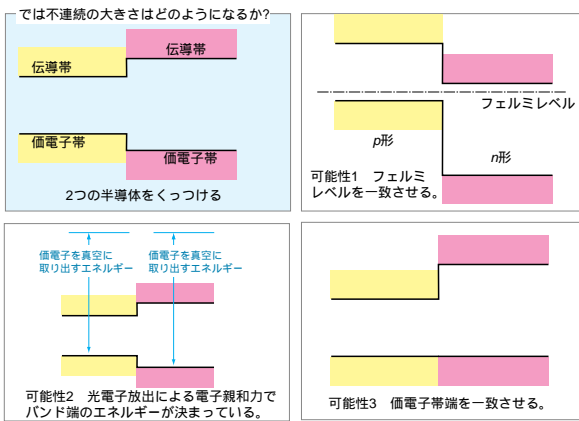 では不連続の大きさはどのようになるか?
伝導帯
伝導帯
価電子帯
価電子帯
2つの半導体をくっつける
フェルミレベル
p形
n形
可能性1 フェルミ
レベルを一致させる。
価電子を真空に
取り出すエネルギー
価電子を真空に
取り出すエネルギー
可能性2 光電子放出による電子親和力で
バンド端のエネルギーが決まっている。
可能性3 価電子帯端を一致させる。